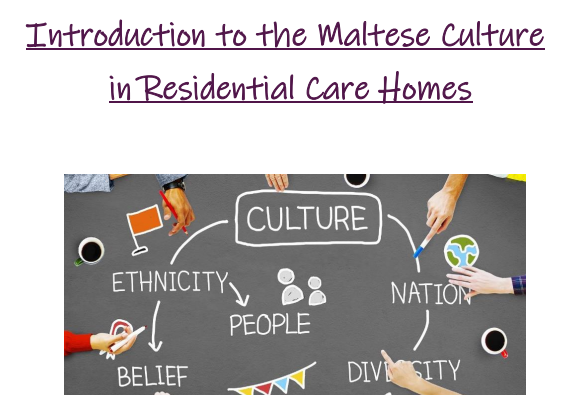 Introduction to the Maltese Culture
in Residential Care Homes
CULTURE
ETHNICITY
NATION
PEOPLE
BELIEF
DIVERSITY